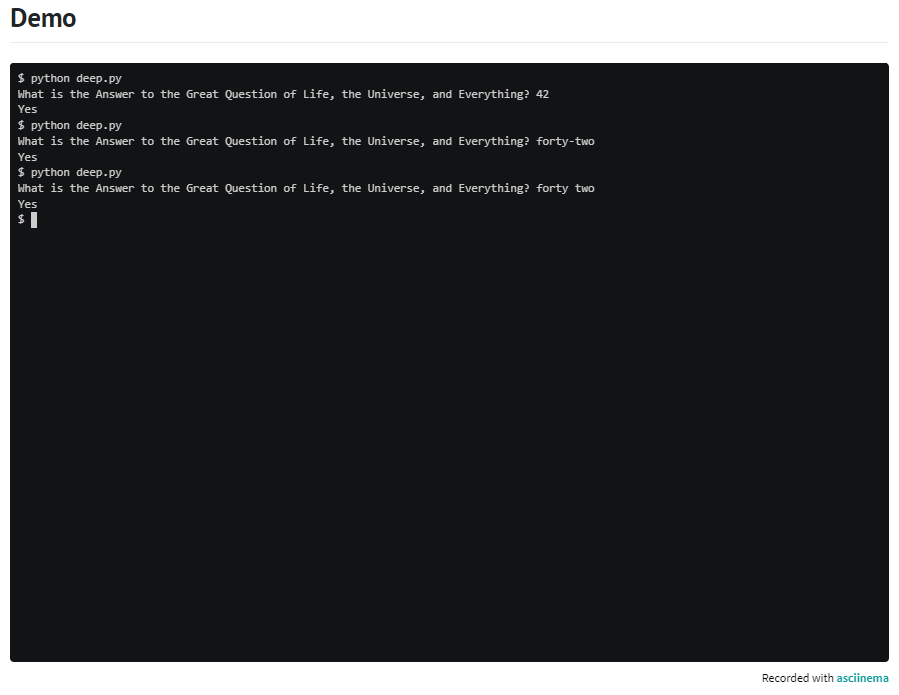 Demo
$ python deep.py
What is the Answer to the Great Question of Life, the Universe, and Everything? 42
Yes
$ python deep.py
What is the Answer to the Great Question of Life, the Universe, and Everything? forty-two
Yes
$ python deep.py
What is the Answer to the Great Question of Life, the Universe, and Everything? forty two
Yes
$
Recorded with asciinema